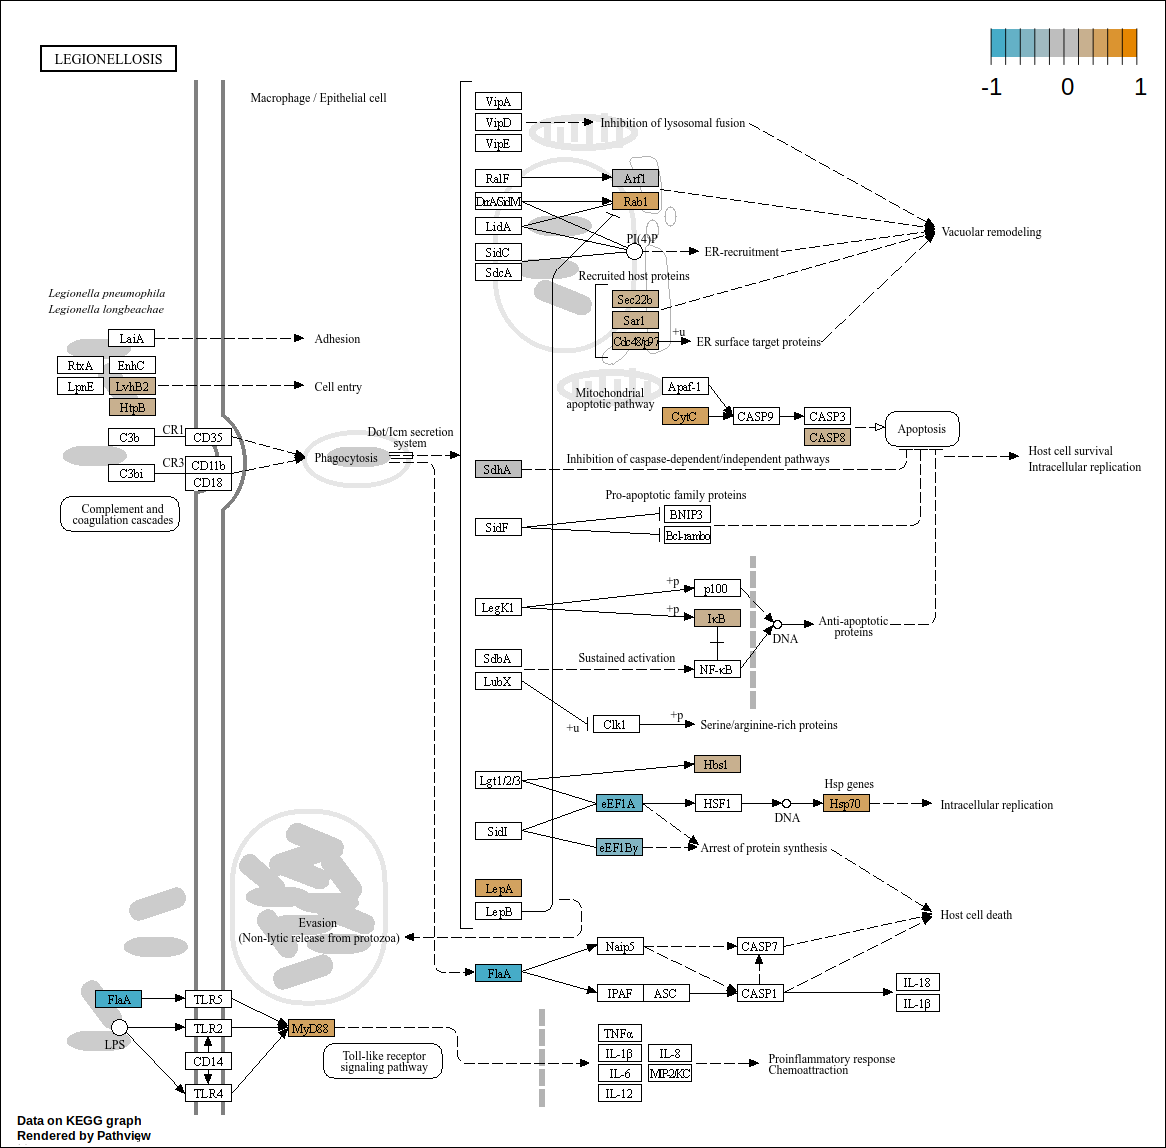 LEGIONELLOSIS
-1 0 1
Macrophage / Epithelial cell
VipA
VipD
VipE
Inhibition of lysosomal fusion
RalF
Arf1
DrrA/SidM
Rab1
LidA
PI(4)P
Vacuolar remodeling
SidC
ER-recruitment
SdcA
Recruited host proteins
Legionella pneumophila
Legionella longbeachae
Sec22b
Sar1
+u
Cdc48/p97
ER surface target proteins
LaiA
Adhesion
RtxA
EnhC
LpnE
LvhB2
Cell entry
HtpB
Mitochondrial
apoptotic pathway
Apaf-1
CytC
CASP9
CASP3
CASP8
Apoptosis
C3b
CR1
CD35
Dot/Icm secretion
system
Phagocytosis
C3bi
CR3
CD11b
CD18
SdhA
Inhibition of caspase-dependent/independent pathways
Host cell survival
Intracellular replication
Complement and
coagulation cascades
Pro-apoptotic family proteins
BNIP3
SidF
Bcl-rambo
+p
p100
LegK1
+p
IκB
DNA
Anti-apoptotic
proteins
SdbA
Sustained activation
NF-κB
LubX
+u
Clk1
+p
Serine/arginine-rich proteins
Hbs1
Lgt1/2/3
Hsp genes
eEF1A
HSF1
DNA
Hsp70
Intracellular replication
SidI
eEF1Bγ
Arrest of protein synthesis
LepA
LepB
Host cell death
Evasion
(Non-lytic release from protozoa)
Naip5
CASP7
FlaA
IPAF
ASC
CASP1
IL-18
IL-1β
FlaA
TLR5
TLR2
MyD88
LPS
CD14
TLR4
Toll-like receptor
signaling pathway
TNFα
IL-1β
IL-8
IL-6
MIP2/KC
IL-12
Proinflammatory response
Chemoattraction
Data on KEGG graph
Rendered by Pathview